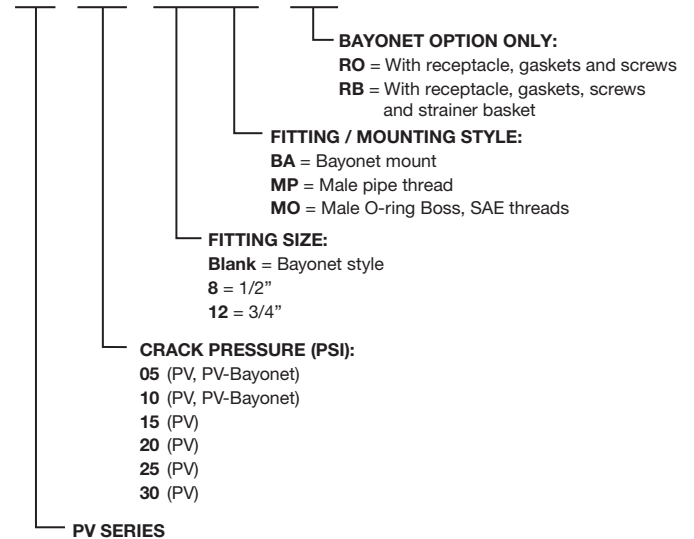 BAYONET OPTION ONLY:
RO = With receptacle, gaskets and screws
RB = With receptacle, gaskets, screws
and strainer basket
FITTING / MOUNTING STYLE:
BA = Bayonet mount
MP = Male pipe thread
MO = Male O-ring Boss, SAE threads
FITTING SIZE:
Blank = Bayonet style
8 = 1/2”
12 = 3/4”
CRACK PRESSURE (PSI):
05 (PV, PV-Bayonet)
10 (PV, PV-Bayonet)
15 (PV)
20 (PV)
25 (PV)
30 (PV)
PV SERIES